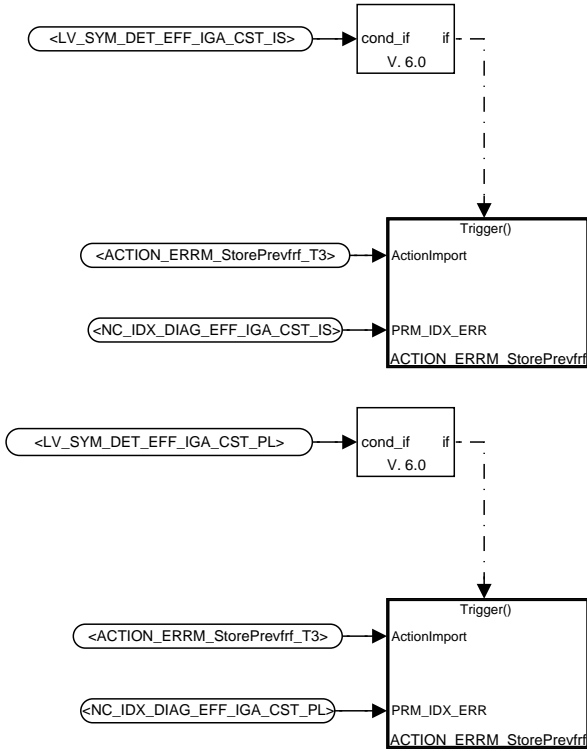 <LV_SYM_DET_EFF_IGA_CST_IS>
cond_if if
V. 6.0
Trigger()
<ACTION_ERRM_StorePrevfrf_T3>
ActionImport
<NC_IDX_DIAG_EFF_IGA_CST_IS>
PRM_IDX_ERR
ACTION_ERRM_StorePrevfrf
<LV_SYM_DET_EFF_IGA_CST_PL>
cond_if if
V. 6.0
Trigger()
<ACTION_ERRM_StorePrevfrf_T3>
ActionImport
<NC_IDX_DIAG_EFF_IGA_CST_PL>
PRM_IDX_ERR
ACTION_ERRM_StorePrevfrf